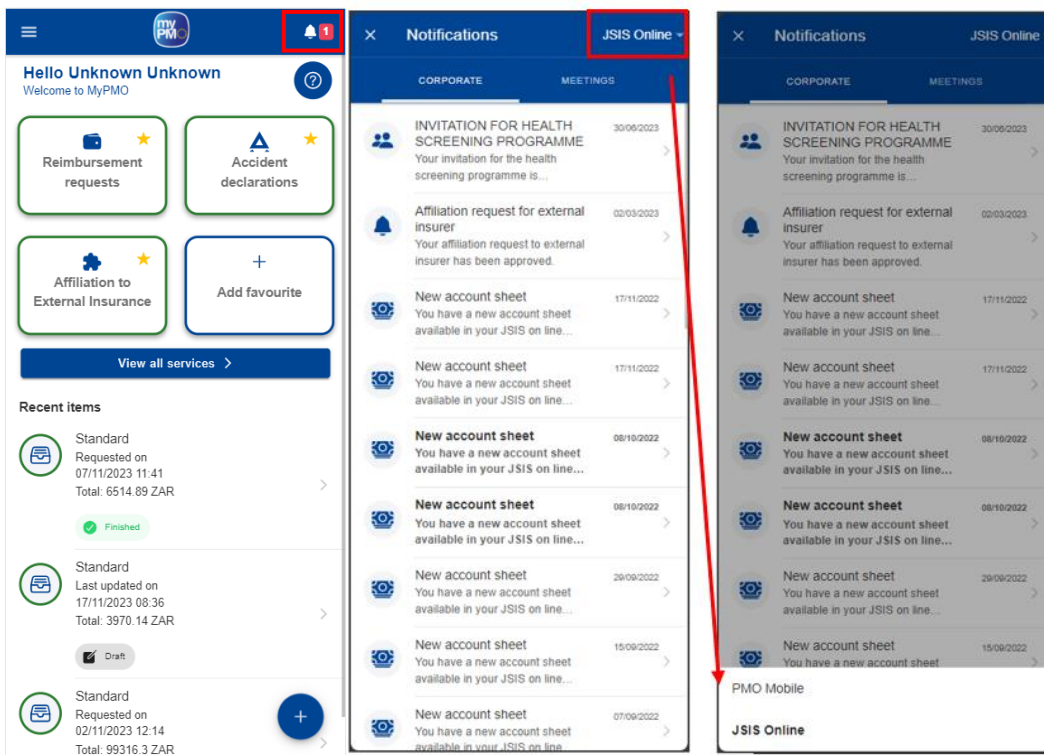 my
PMO
1
Hello Unknown Unknown
Welcome to MyPMO
Reimbursement
requests
Accident
declarations
Affiliation to
External Insurance
+
Add favourite
View all services
Recent items
Standard
Requested on
07/11/2023 11:41
Total: 6514.89 ZAR
Finished
Standard
Last updated on
17/11/2023 08:36
Total: 3970.14 ZAR
Draft
Standard
Requested on
02/11/2023 12:14
Total: 99316.3 ZAR
+
× Notifications JSIS Online
CORPORATE MEETINGS
INVITATION FOR HEALTH 30/06/2023
SCREENING PROGRAMME
Your invitation for the health
screening programme is...
Affiliation request for external 02/03/2023
insurer
Your affiliation request to external
insurer has been approved.
New account sheet 17/11/2022
You have a new account sheet
available in your JSIS on line...
New account sheet 17/11/2022
You have a new account sheet
available in your JSIS on line...
New account sheet 08/10/2022
You have a new account sheet
available in your JSIS on line...
New account sheet 08/10/2022
You have a new account sheet
available in your JSIS on line...
New account sheet 29/09/2022
You have a new account sheet
available in your JSIS on line...
New account sheet 15/09/2022
You have a new account sheet
available in your JSIS on line...
New account sheet 07/09/2022
You have a new account sheet
available in your JSIS on line
× Notifications JSIS Online
CORPORATE MEETINGS
INVITATION FOR HEALTH 30/06/2023
SCREENING PROGRAMME
Your invitation for the health
screening programme is...
Affiliation request for external 02/03/2023
insurer
Your affiliation request to external
insurer has been approved.
New account sheet 17/11/2022
You have a new account sheet
available in your JSIS on line...
New account sheet 17/11/2022
You have a new account sheet
available in your JSIS on line...
New account sheet 08/10/2022
You have a new account sheet
available in your JSIS on line...
New account sheet 08/10/2022
You have a new account sheet
available in your JSIS on line...
New account sheet 29/09/2022
You have a new account sheet
available in your JSIS on line...
New account sheet 15/09/2022
You have a new account sheet
PMO Mobile
JSIS Online